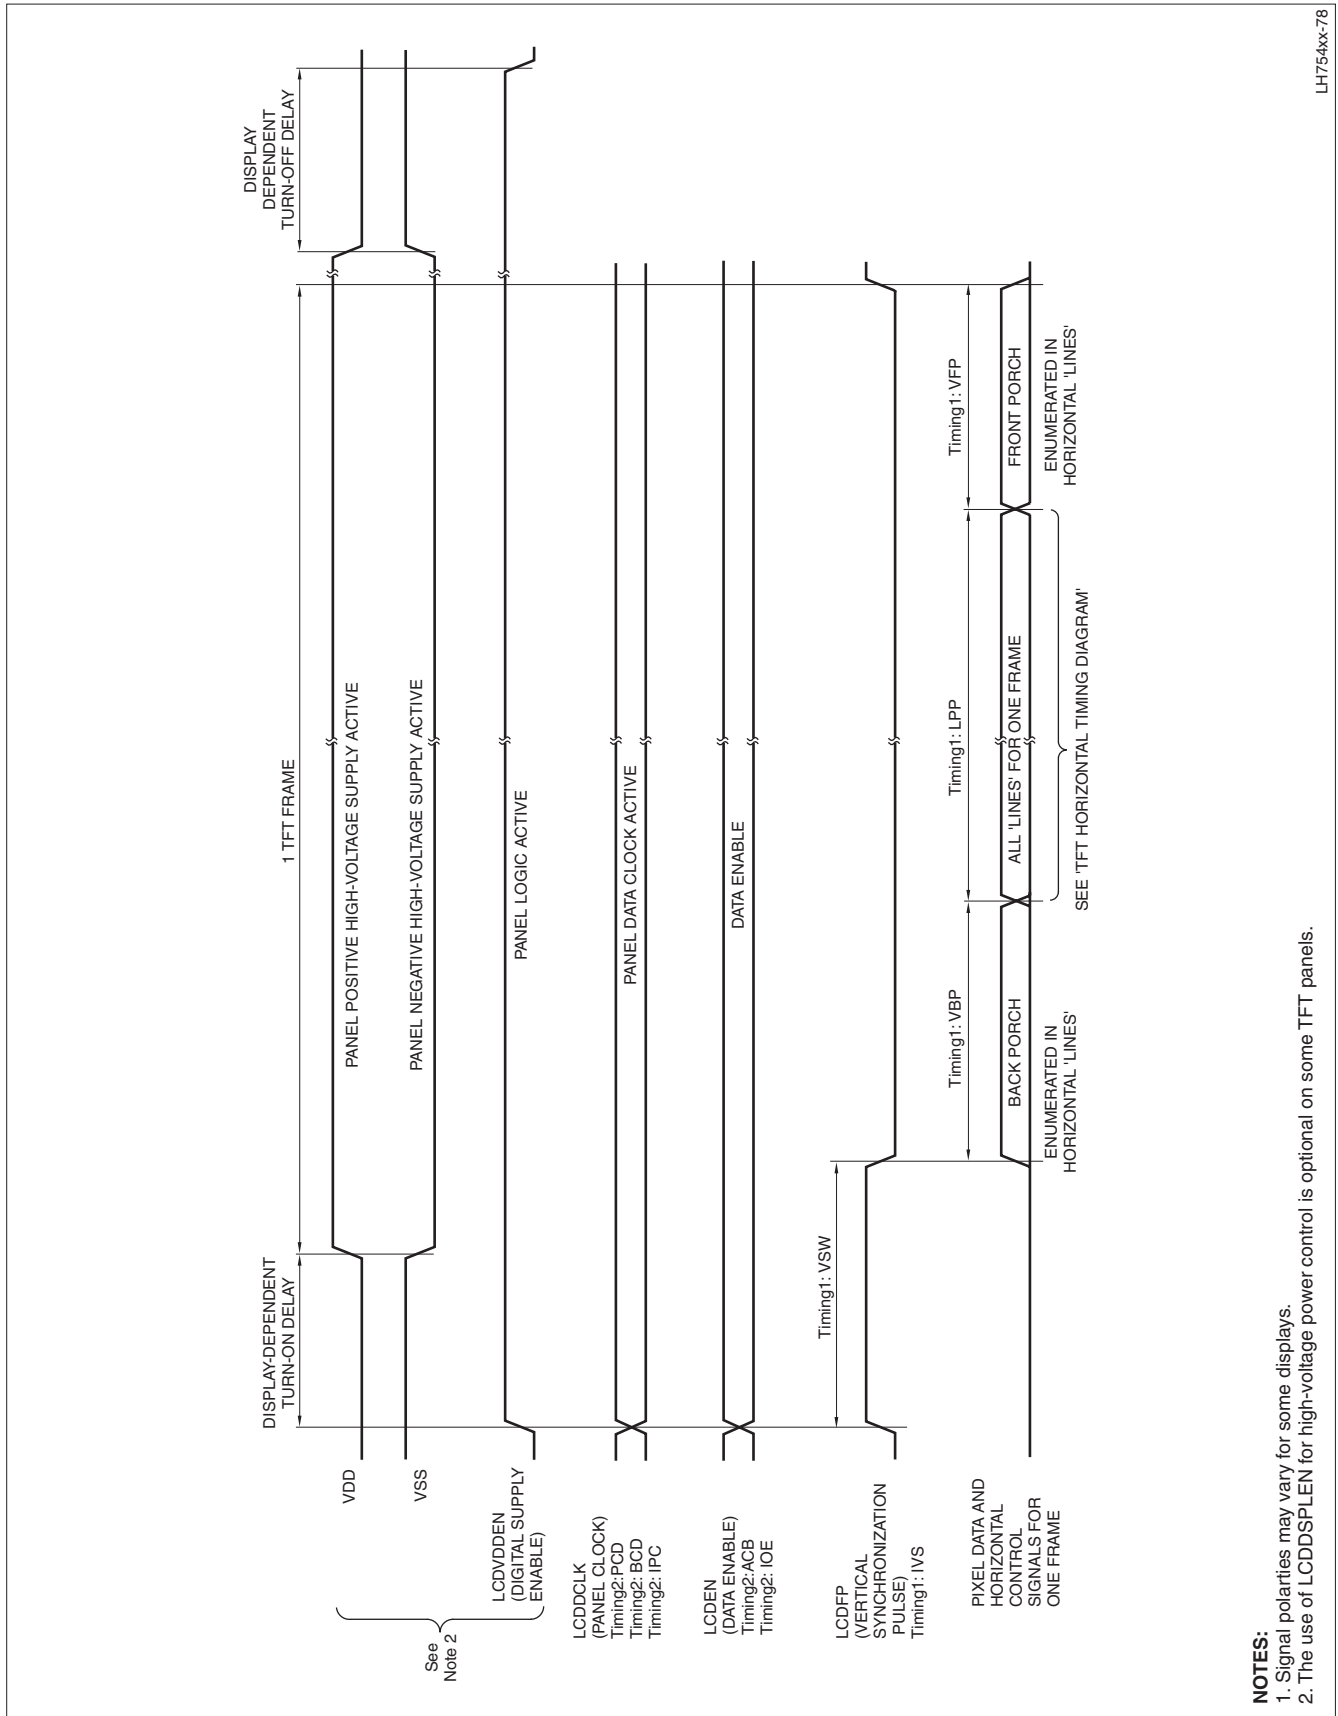 DISPLAY-DEPENDENT
TURN-ON DELAY
1 TFT FRAME
DISPLAY
DEPENDENT
TURN-OFF DELAY
VDD
PANEL POSITIVE HIGH-VOLTAGE SUPPLY ACTIVE
VSS
PANEL NEGATIVE HIGH-VOLTAGE SUPPLY ACTIVE
See
Note 2
LCDVDDEN
(DIGITAL SUPPLY
ENABLE)
PANEL LOGIC ACTIVE
LCDDCLK
(PANEL CLOCK)
Timing2: PCD
Timing2: BCD
Timing2: IPC
PANEL DATA CLOCK ACTIVE
LCDEN
(DATA ENABLE)
Timing2: ACB
Timing2: IOE
DATA ENABLE
Timing1: VSW
LCDFP
(VERTICAL
SYNCHRONIZATION
PULSE)
Timing1: IVS
Timing1: VBP
Timing1: LPP
Timing1: VFP
PIXEL DATA AND
HORIZONTAL
CONTROL
SIGNALS FOR
ONE FRAME
BACK PORCH
ALL 'LINES' FOR ONE FRAME
FRONT PORCH
ENUMERATED IN
HORIZONTAL 'LINES'
SEE 'TFT HORIZONTAL TIMING DIAGRAM'
ENUMERATED IN
HORIZONTAL 'LINES'
NOTES:
1. Signal polarties may vary for some displays.
2. The use of LCDDSPLEN for high-voltage power control is optional on some TFT panels.
LH754xx-78